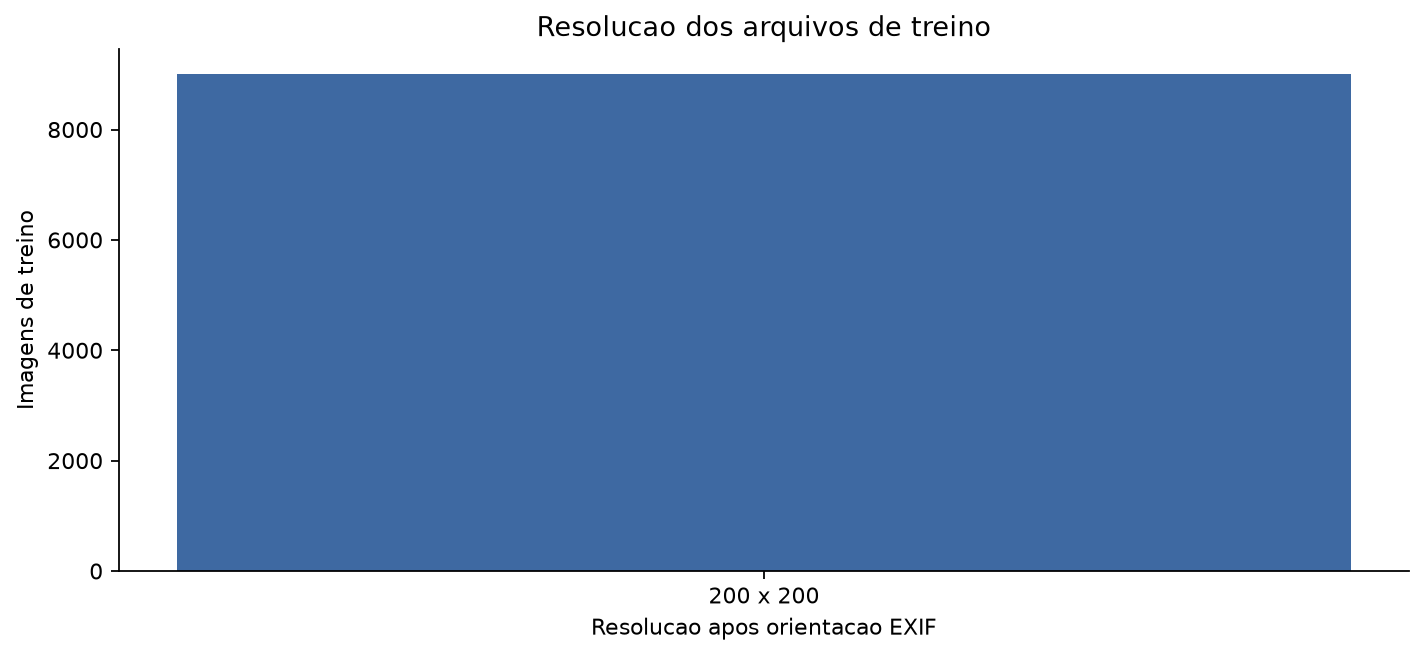 Resolucao dos arquivos de treino
Imagens de treino
8000
6000
4000
2000
0
200 x 200
Resolucao apos orientacao EXIF